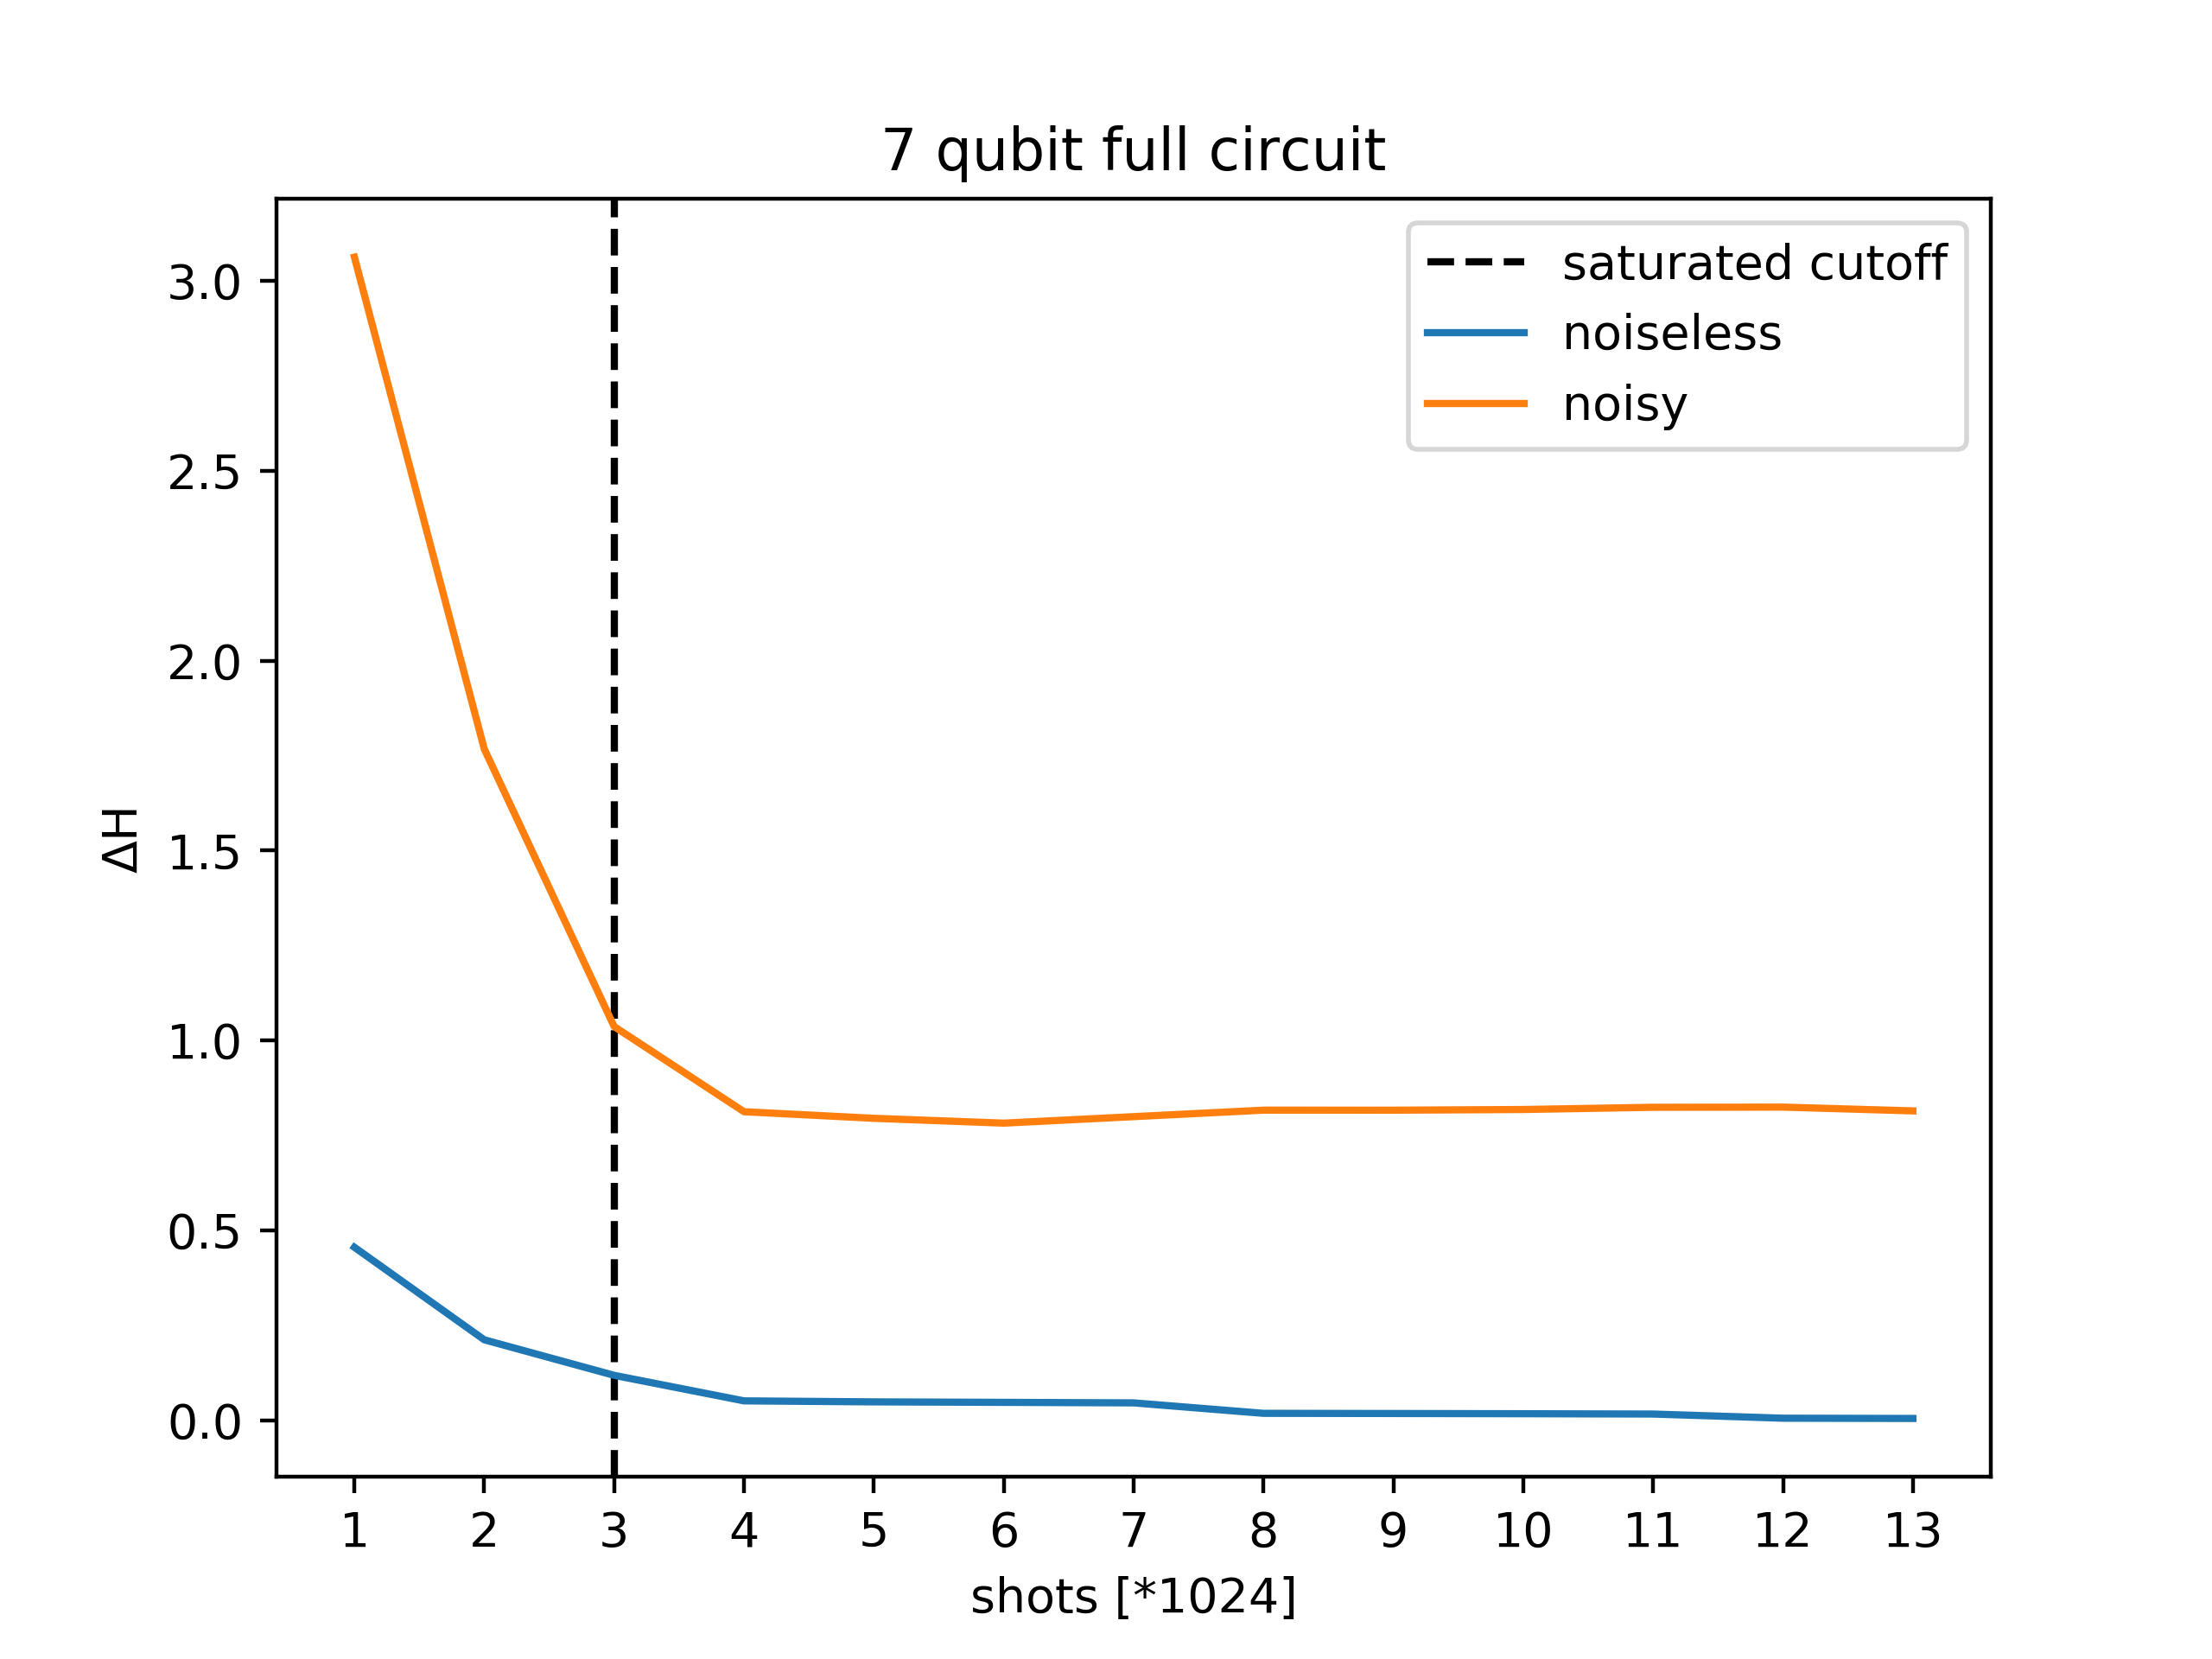 7 qubit full circuit
saturated cutoff
noiseless
noisy
3.0
2.5
2.0
1.5
1.0
0.5
0.0
ΔH
1 2 3 4 5 6 7 8 9 10 11 12 13
shots [*1024]